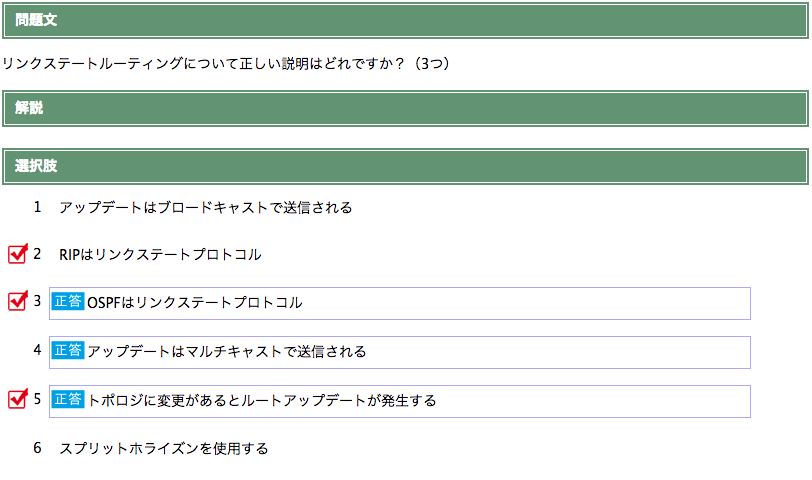 問題文
リンクステートルーティングについて正しい説明はどれですか？（3つ）
解説
選択肢
1 アップデートはブロードキャストで送信される
2 RIPはリンクステートプロトコル
3 正答 OSPFはリンクステートプロトコル
4 正答 アップデートはマルチキャストで送信される
5 正答 トポロジに変更があるとルートアップデートが発生する
6 スプリットホライズンを使用する